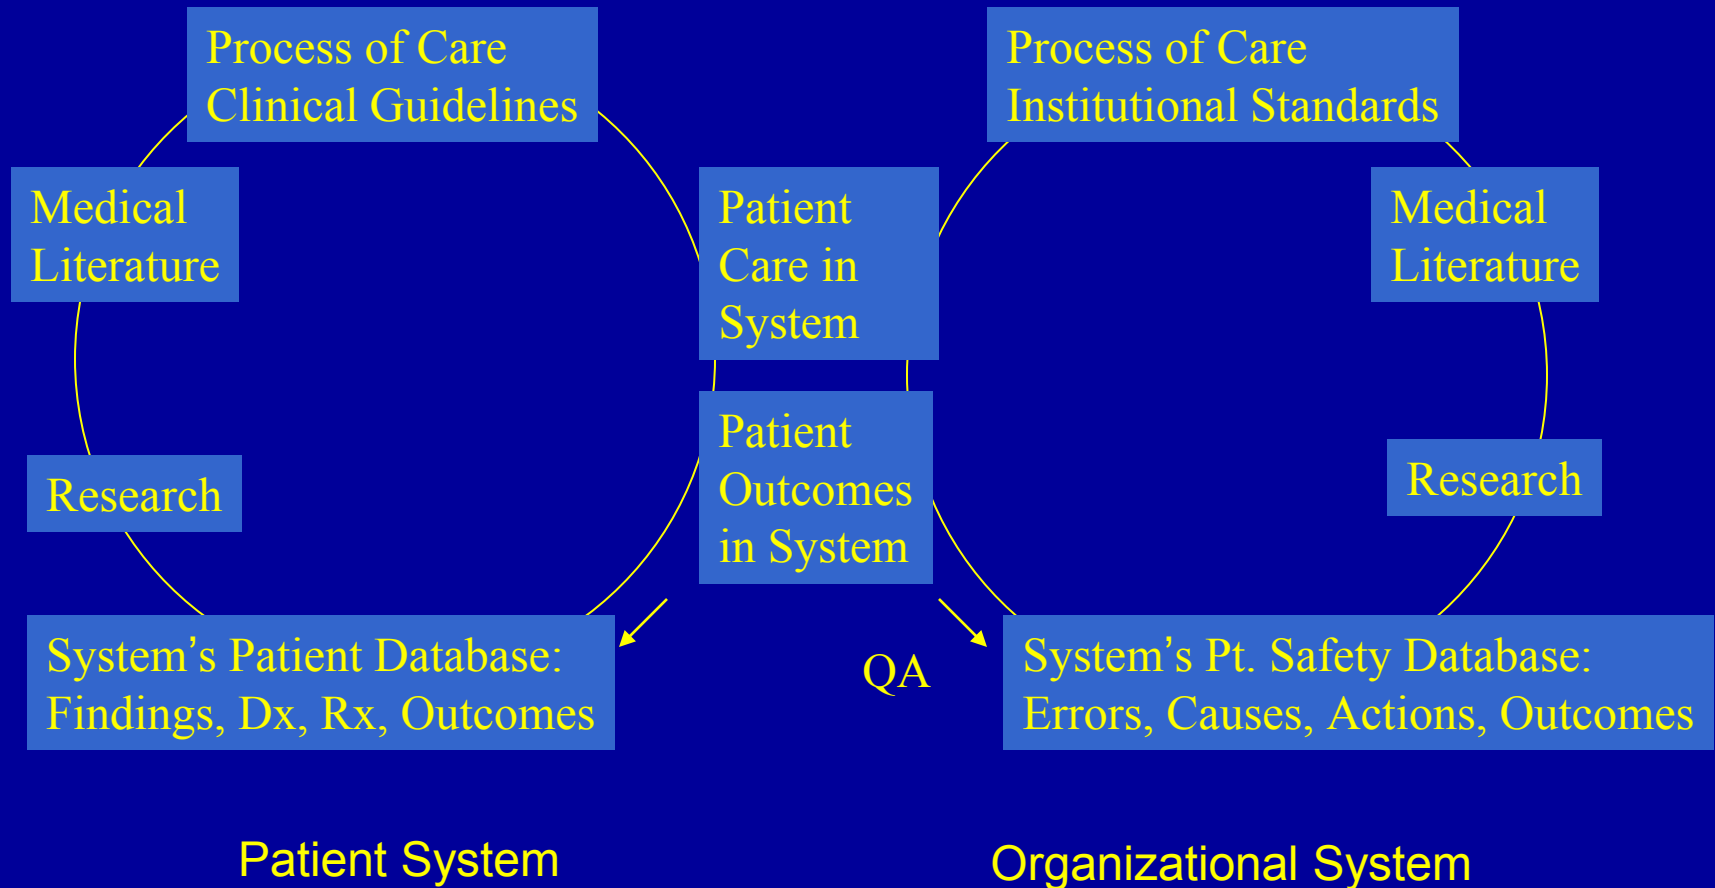 Process of Care
Clinical Guidelines
Process of Care
Institutional Standards
Medical
Literature
Patient
Care in
System
Medical
Literature
Patient
Outcomes
in System
Research
Research
System’s Patient Database:
Findings, Dx, Rx, Outcomes
QA
System’s Pt. Safety Database:
Errors, Causes, Actions, Outcomes
Patient System
Organizational System